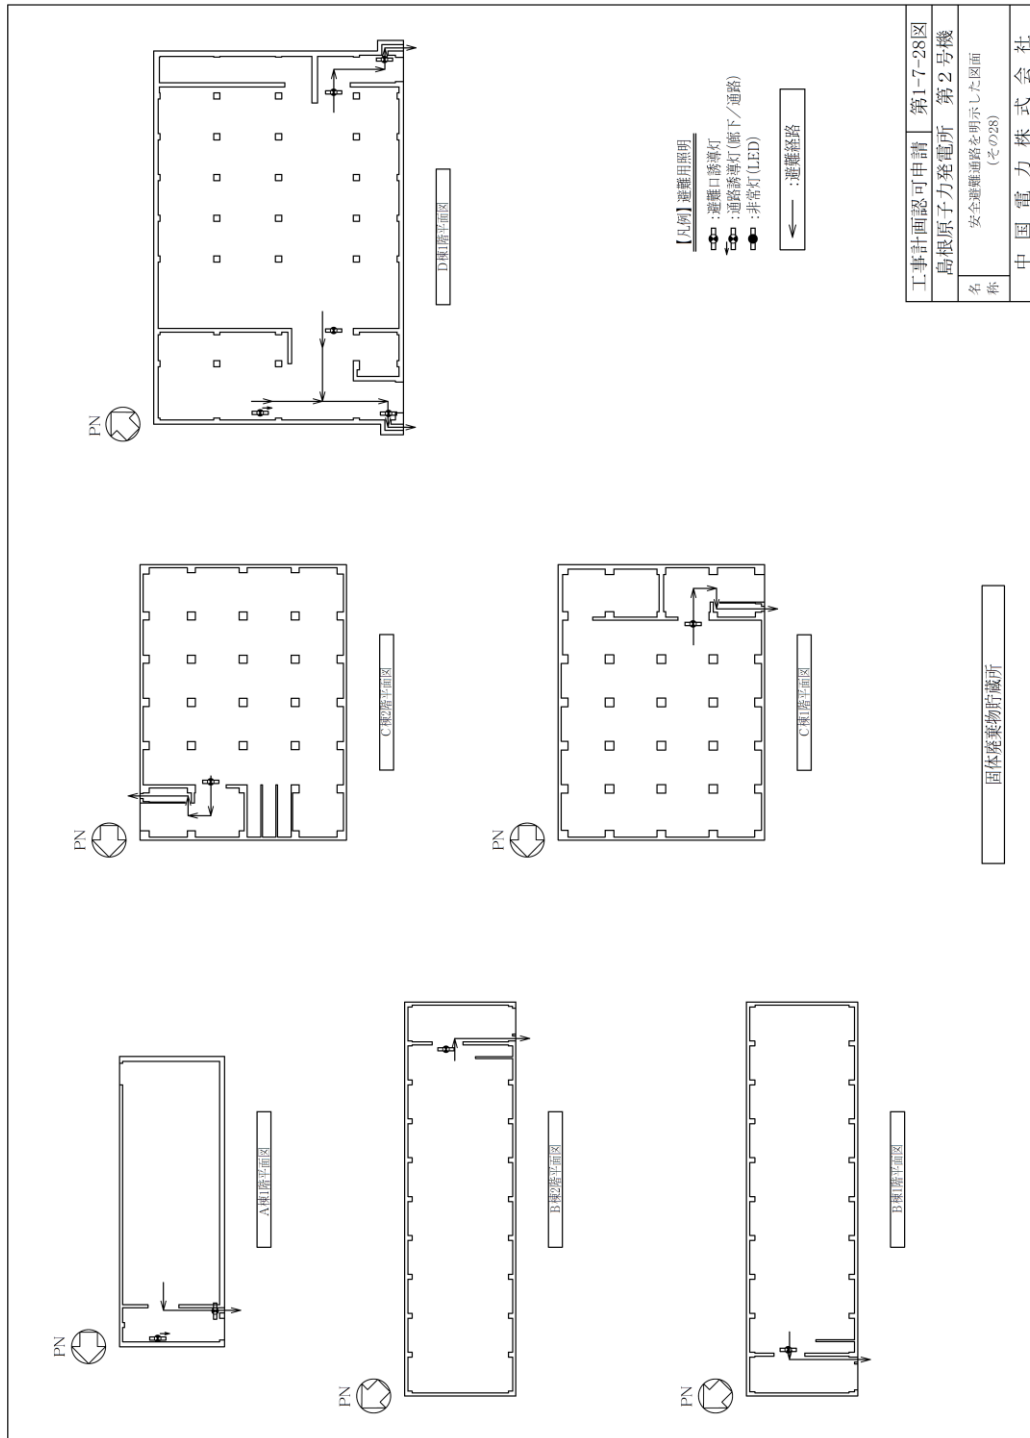 PN
A棟1階平面図
PN
C棟2階平面図
PN
D棟1階平面図
PN
B棟2階平面図
PN
C棟1階平面図
PN
B棟1階平面図
【凡例】避難用照明
:避難口誘導灯
:通路誘導灯(廊下/通路)
:非常灯(LED)
:避難経路
固体廃棄物貯蔵所
工事計画認可申請 第1-7-28図
島根原子力発電所 第2号機
名称
安全避難通路を明示した図面
(その28)
中国電力株式会社